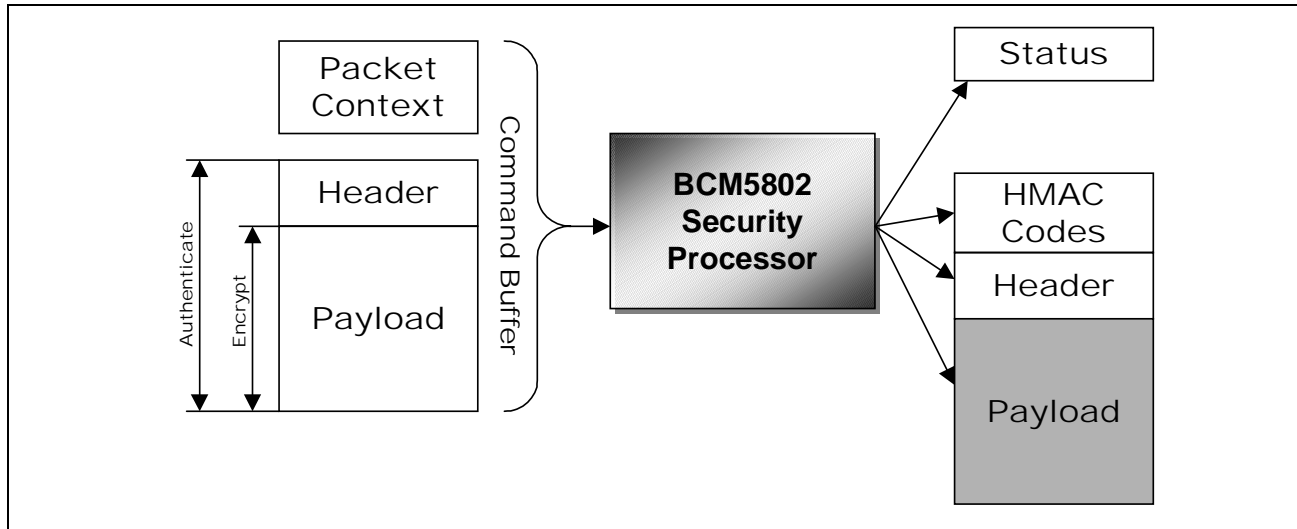 Packet
Context
Authenticate
Encrypt
Header
Payload
Command Buffer
BCM5802
Security
Processor
Status
HMAC
Codes
Header
Payload